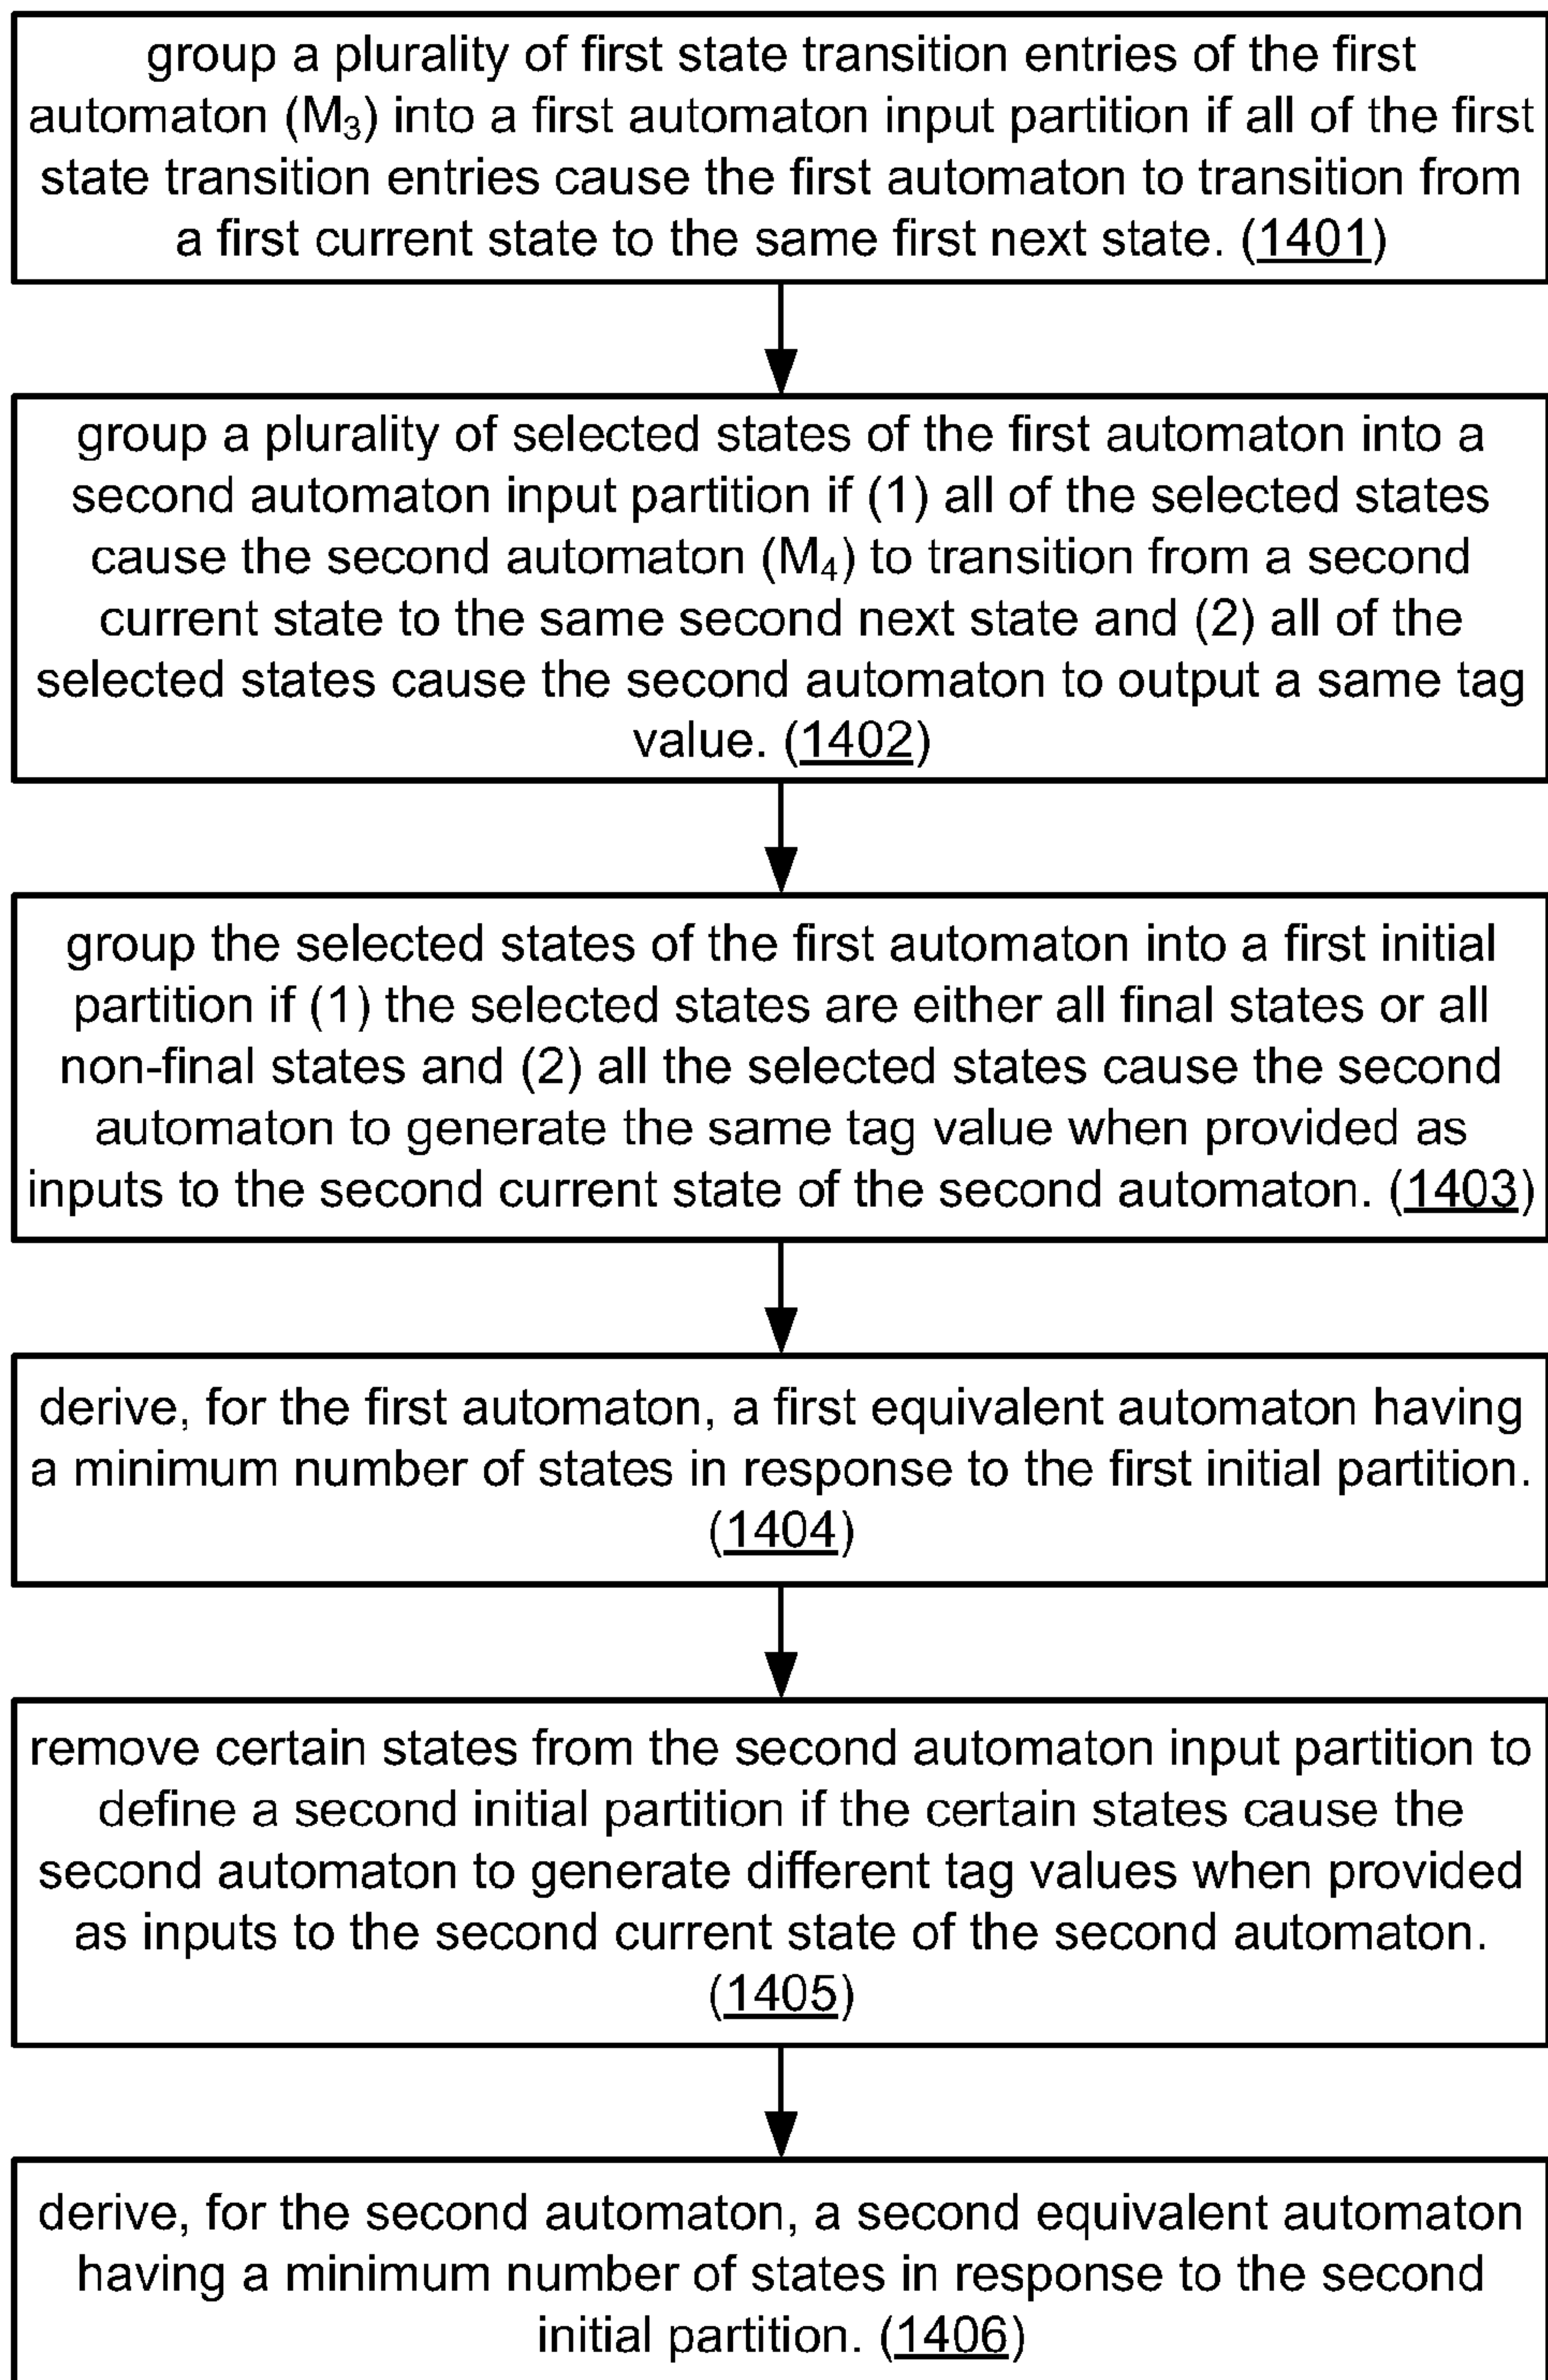 group a plurality of first state transition entries of the first
automaton (M₃) into a first automaton input partition if all of the first
state transition entries cause the first automaton to transition from
a first current state to the same first next state. (1401)
group a plurality of selected states of the first automaton into a
second automaton input partition if (1) all of the selected states
cause the second automaton (M₄) to transition from a second
current state to the same second next state and (2) all of the
selected states cause the second automaton to output a same tag
value. (1402)
group the selected states of the first automaton into a first initial
partition if (1) the selected states are either all final states or all
non-final states and (2) all the selected states cause the second
automaton to generate the same tag value when provided as
inputs to the second current state of the second automaton. (1403)
derive, for the first automaton, a first equivalent automaton having
a minimum number of states in response to the first initial partition.
(1404)
remove certain states from the second automaton input partition to
define a second initial partition if the certain states cause the
second automaton to generate different tag values when provided
as inputs to the second current state of the second automaton.
(1405)
derive, for the second automaton, a second equivalent automaton
having a minimum number of states in response to the second
initial partition. (1406)